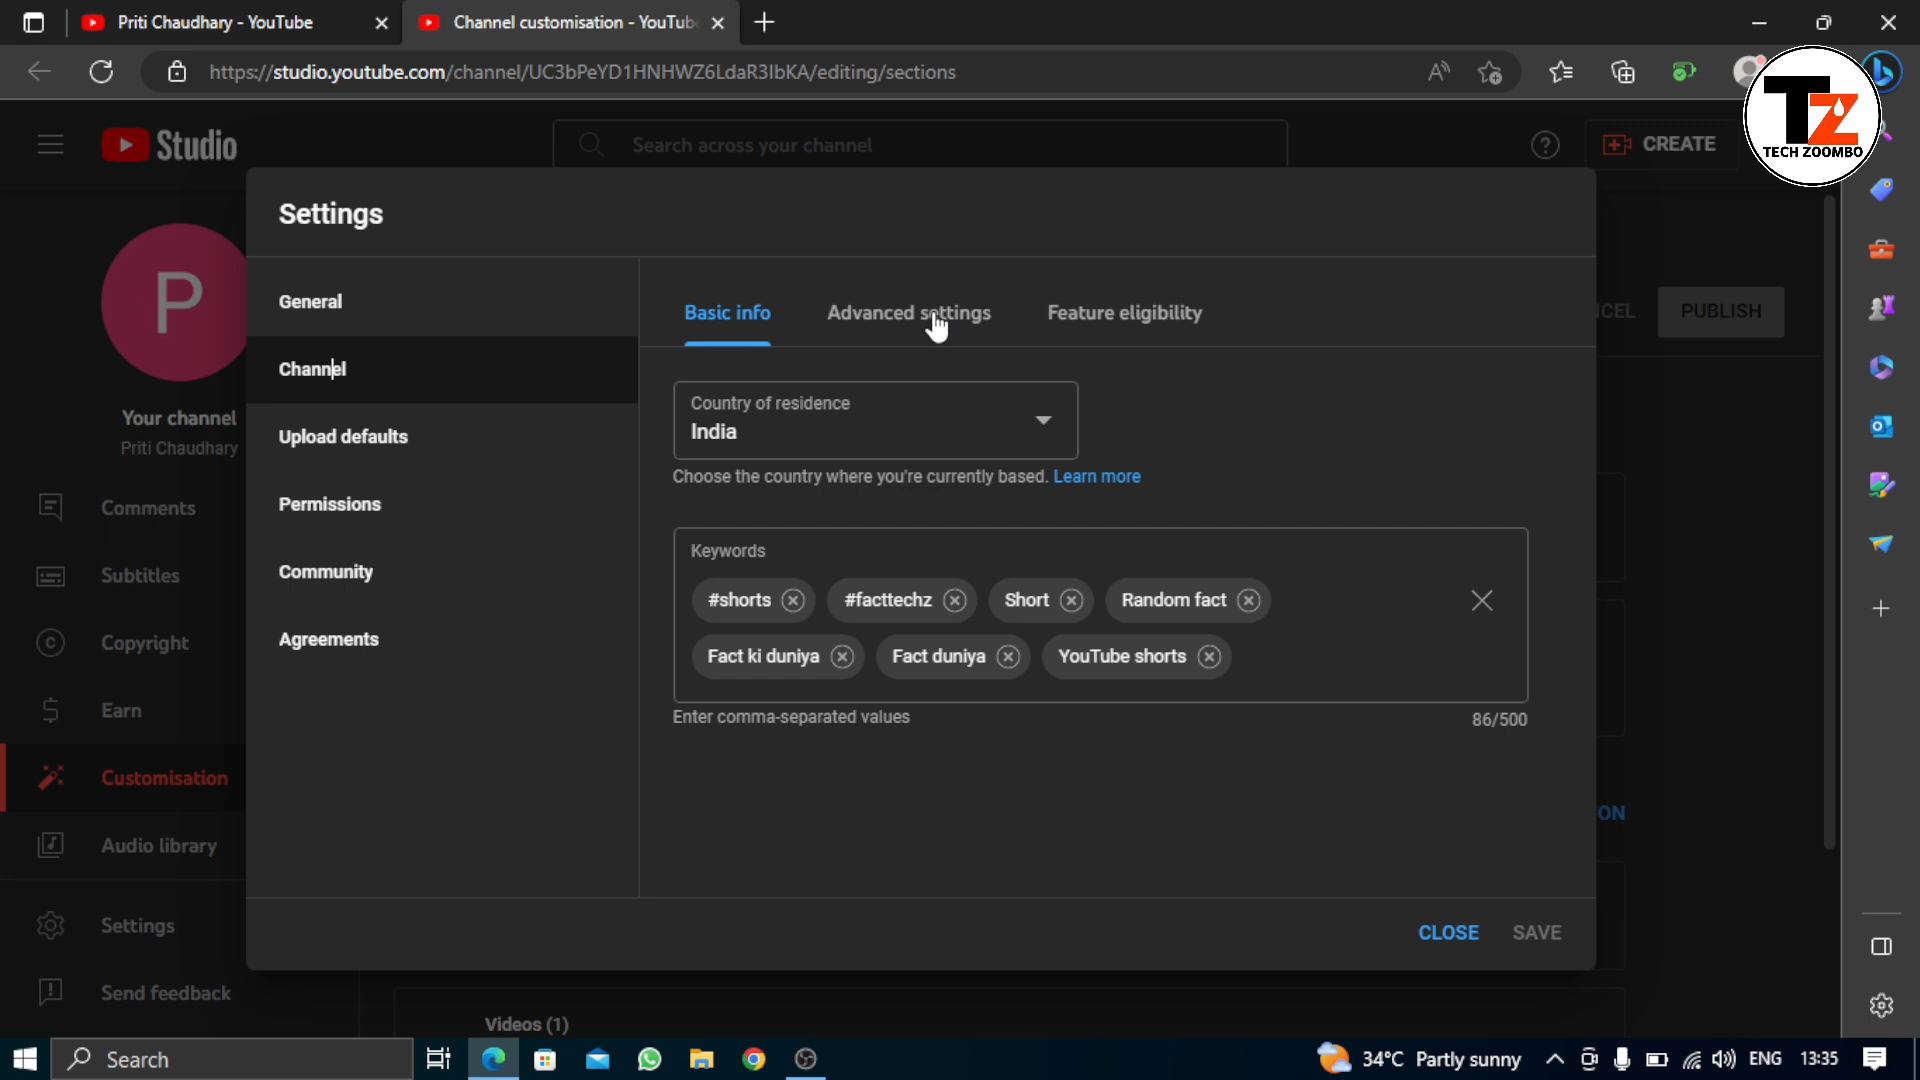 Priti Chaudhary - YouTube
Channel customisation - YouTub
https://studio.youtube.com/channel/UC3bPeYD1HNHWZ6LdaR3IbKA/editing/sections
TZ
TECH ZOOMBO
Studio
Search across your channel
CREATE
Settings
General
Basic info
Advanced settings
Feature eligibility
CEL
PUBLISH
P
Channel
Country of residence
India
Your channel
Priti Chaudhary
Upload defaults
Choose the country where you're currently based. Learn more
Comments
Permissions
Keywords
Subtitles
Community
#shorts
#facttechz
Short
Random fact
Copyright
Agreements
Fact ki duniya
Fact duniya
YouTube shorts
Earn
Enter comma-separated values
86/500
Customisation
ON
Audio library
Settings
CLOSE
SAVE
Send feedback
Videos (1)
Search
34°C Partly sunny
ENG
13:35